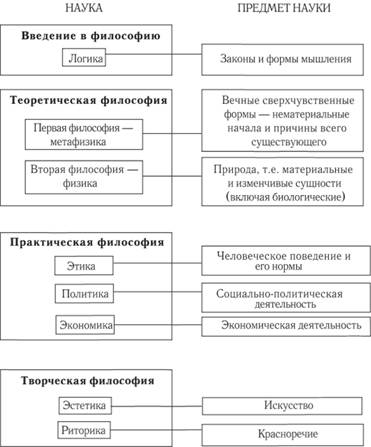 НАУКА
ПРЕДМЕТ НАУКИ
Введение в философию
Логика
Законы и формы мышления
Теоретическая философия
Первая философия —
метафизика
Вечные сверхчувственные
формы — нематериальные
начала и причины всего
существующего
Вторая философия —
физика
Природа, т.е. материальные
и изменчивые сущности
(включая биологические)
Практическая философия
Этика
Человеческое поведение и
его нормы
Политика
Социально-политическая
деятельность
Экономика
Экономическая деятельность
Творческая философия
Эстетика
Искусство
Риторика
Красноречие